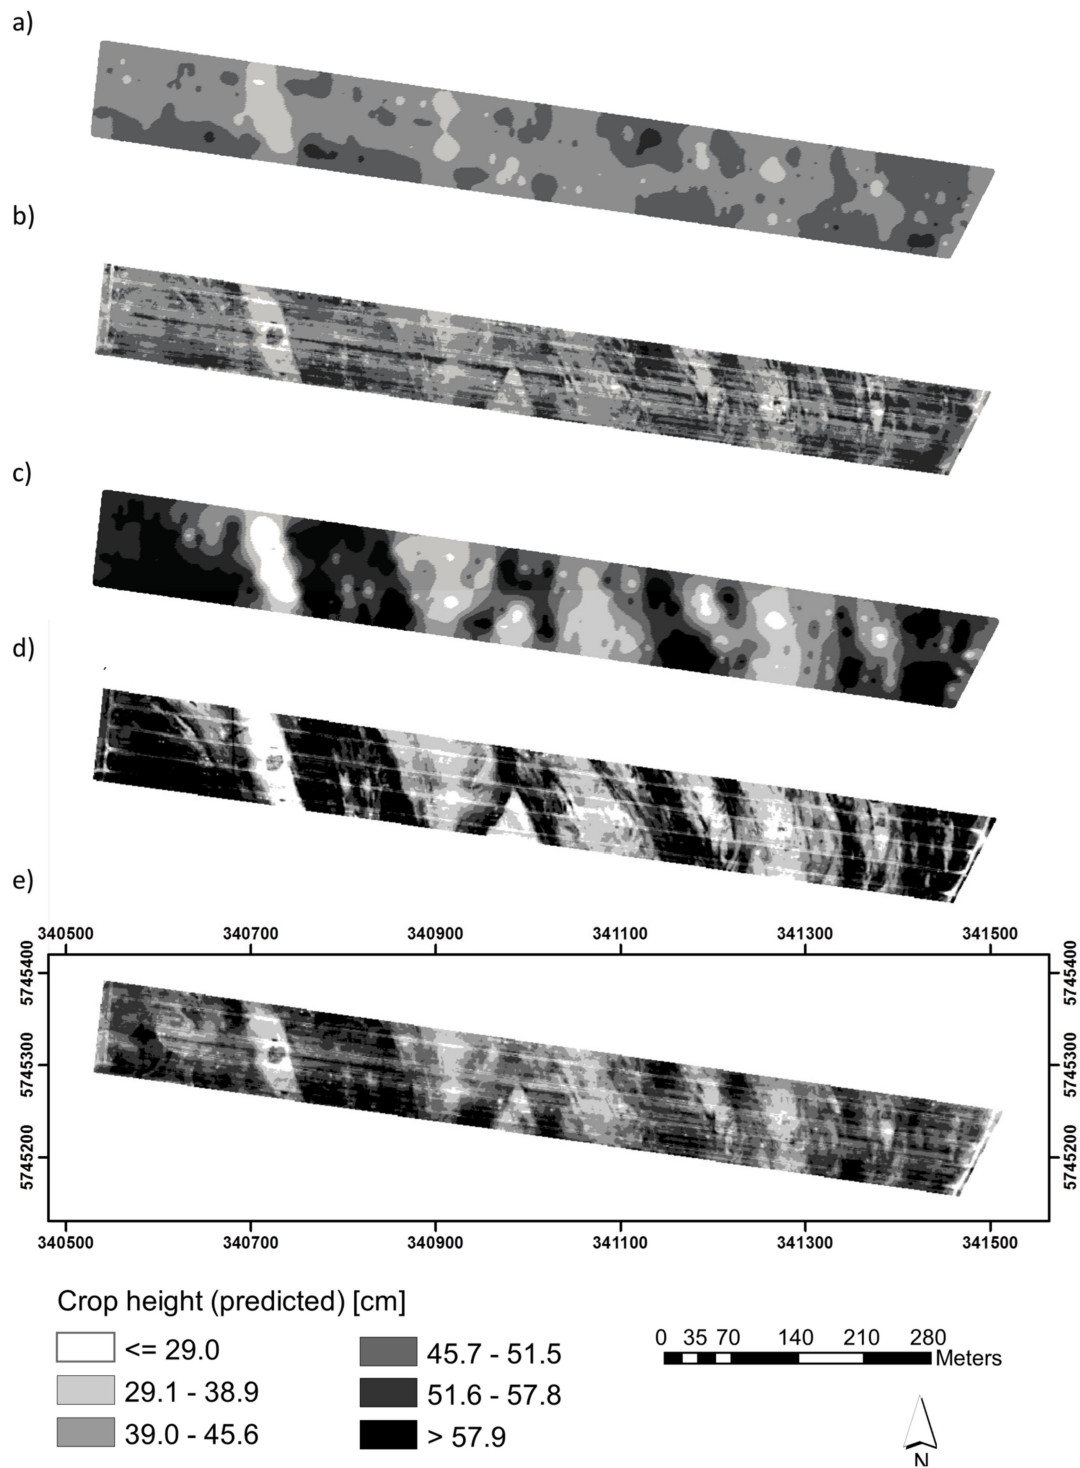 a)
b)
c)
d)
e)
340500 340700 340900 341100 341300 341500
5745400 5745400
5745300 5745300
5745200 5745200
340500 340700 340900 341100 341300 341500
Crop height (predicted) [cm]
<= 29.0
29.1 - 38.9
39.0 - 45.6
45.7 - 51.5
51.6 - 57.8
> 57.9
0 35 70 140 210 280
Meters
N